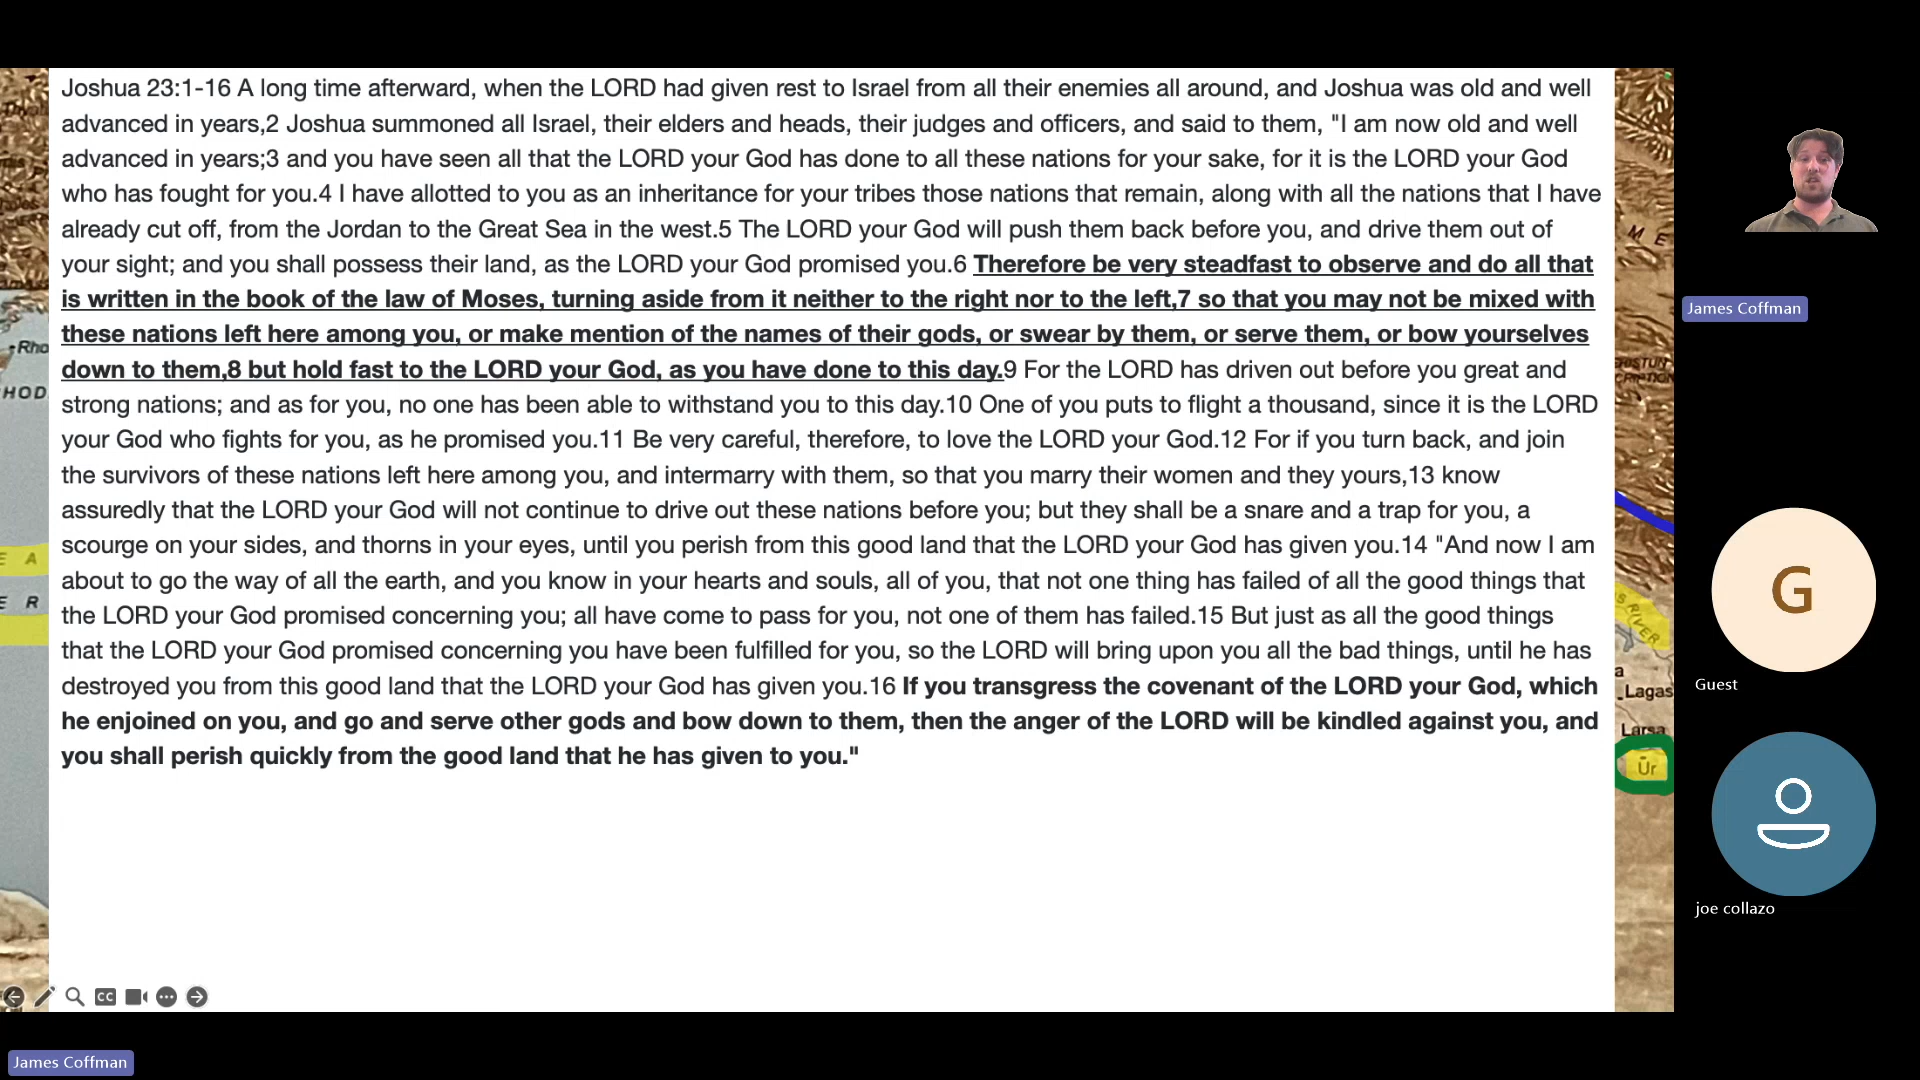 Joshua 23:1-16 A long time afterward, when the LORD had given rest to Israel from all their enemies all around, and Joshua was old and well
advanced in years,2 Joshua summoned all Israel, their elders and heads, their judges and officers, and said to them, "I am now old and well
advanced in years;3 and you have seen all that the LORD your God has done to all these nations for your sake, for it is the LORD your God
who has fought for you.4 I have allotted to you as an inheritance for your tribes those nations that remain, along with all the nations that I have
already cut off, from the Jordan to the Great Sea in the west.5 The LORD your God will push them back before you, and drive them out of
your sight; and you shall possess their land, as the LORD your God promised you.6 Therefore be very steadfast to observe and do all that
is written in the book of the law of Moses, turning aside from it neither to the right nor to the left,7 so that you may not be mixed with
these nations left here among you, or make mention of the names of their gods, or swear by them, or serve them, or bow yourselves
down to them,8 but hold fast to the LORD your God, as you have done to this day.9 For the LORD has driven out before you great and
strong nations; and as for you, no one has been able to withstand you to this day.10 One of you puts to flight a thousand, since it is the LORD
your God who fights for you, as he promised you.11 Be very careful, therefore, to love the LORD your God.12 For if you turn back, and join
the survivors of these nations left here among you, and intermarry with them, so that you marry their women and they yours,13 know
assuredly that the LORD your God will not continue to drive out these nations before you; but they shall be a snare and a trap for you, a
scourge on your sides, and thorns in your eyes, until you perish from this good land that the LORD your God has given you.14 "And now I am
about to go the way of all the earth, and you know in your hearts and souls, all of you, that not one thing has failed of all the good things that
the LORD your God promised concerning you; all have come to pass for you, not one of them has failed.15 But just as all the good things
that the LORD your God promised concerning you have been fulfilled for you, so the LORD will bring upon you all the bad things, until he has
destroyed you from this good land that the LORD your God has given you.16 If you transgress the covenant of the LORD your God, which
he enjoined on you, and go and serve other gods and bow down to them, then the anger of the LORD will be kindled against you, and
you shall perish quickly from the good land that he has given to you."
Rho
HOD
E A
E R
M E
RIVER
Lagas
Larsa
Ur
CC
James Coffman
G
Guest
joe collazo
James Coffman